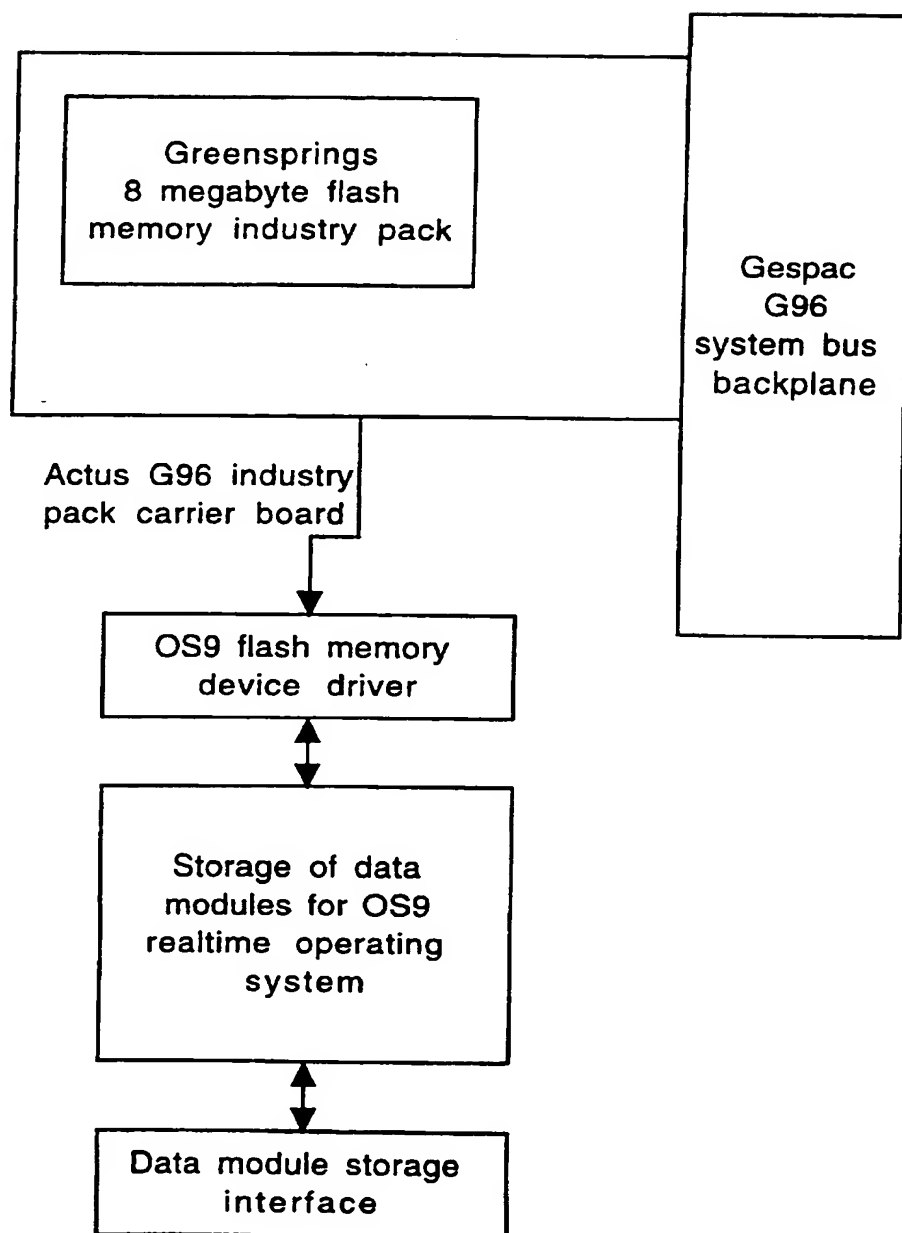 Greensprings
8 megabyte flash
memory industry pack
Gespac
G96
system bus
backplane
Actus G96 industry
pack carrier board
OS9 flash memory
device driver
Storage of data
modules for OS9
realtime operating
system
Data module storage
interface